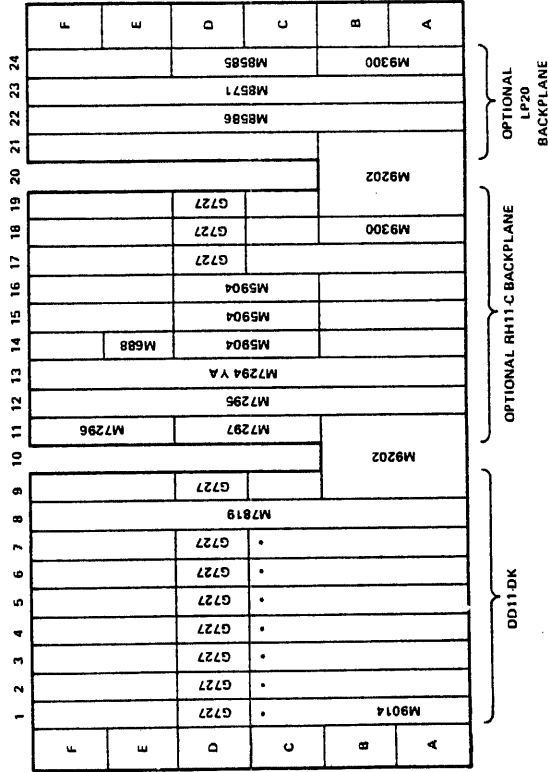 1 2 3 4 5 6 7 8 9 10 11 12 13 14 15 16 17 18 19 20 21 22 23 24
F M7296 F
E M688 E
D G727 G727 G727 G727 G727 G727 G727 M7819 G727 M7297 M7295 M7294 YA M5904 M5904 M5904 G727 G727 G727 M8586 M8571 M8585 D
C • • • • • • • C
B M9014 M9202 M9300 M9202 M9300 B
A A
DD11-DK
OPTIONAL RH11-C BACKPLANE
OPTIONAL
LP20
BACKPLANE